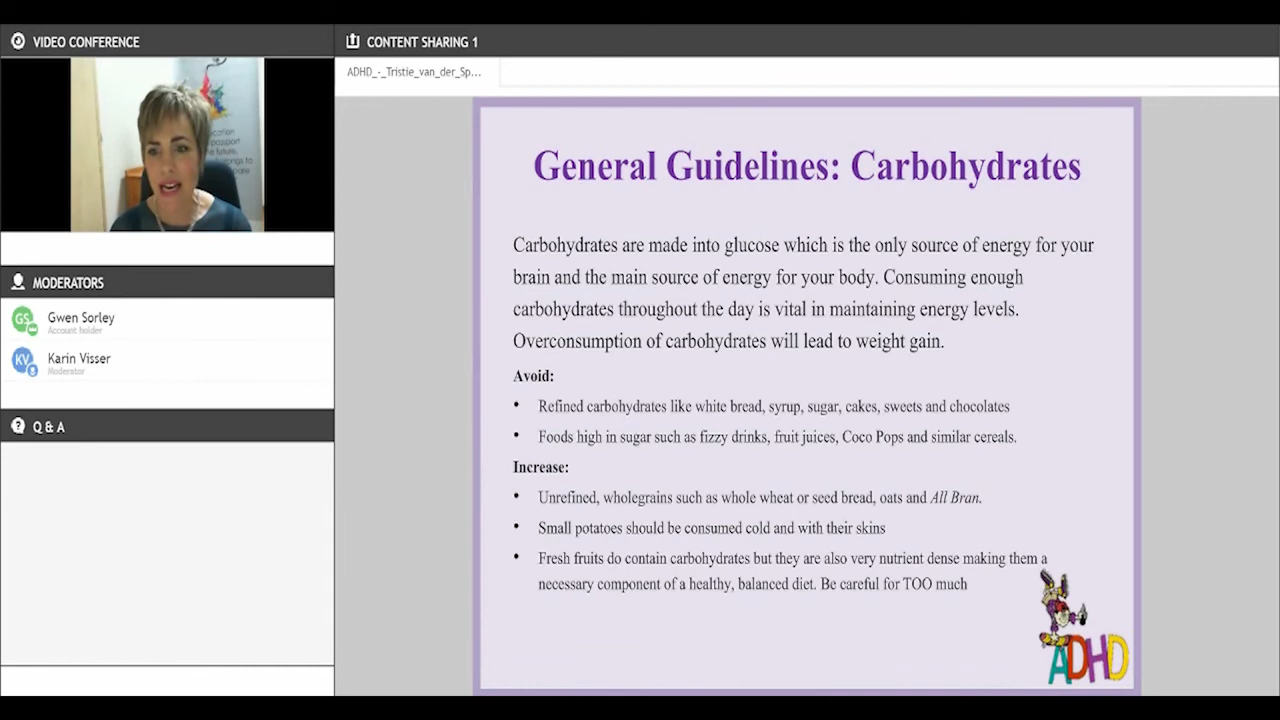 VIDEO CONFERENCE
CONTENT SHARING 1
ADHD_-_Tristie_van_der_Sp...
MODERATORS
GS
Gwen Sorley
Account holder
KV
Karin Visser
Moderator
Q & A
General Guidelines: Carbohydrates
Carbohydrates are made into glucose which is the only source of energy for your
brain and the main source of energy for your body. Consuming enough
carbohydrates throughout the day is vital in maintaining energy levels.
Overconsumption of carbohydrates will lead to weight gain.
Avoid:
• Refined carbohydrates like white bread, syrup, sugar, cakes, sweets and chocolates
• Foods high in sugar such as fizzy drinks, fruit juices, Coco Pops and similar cereals.
Increase:
• Unrefined, wholegrains such as whole wheat or seed bread, oats and All Bran.
• Small potatoes should be consumed cold and with their skins
• Fresh fruits do contain carbohydrates but they are also very nutrient dense making them a
necessary component of a healthy, balanced diet. Be careful for TOO much
ADHD